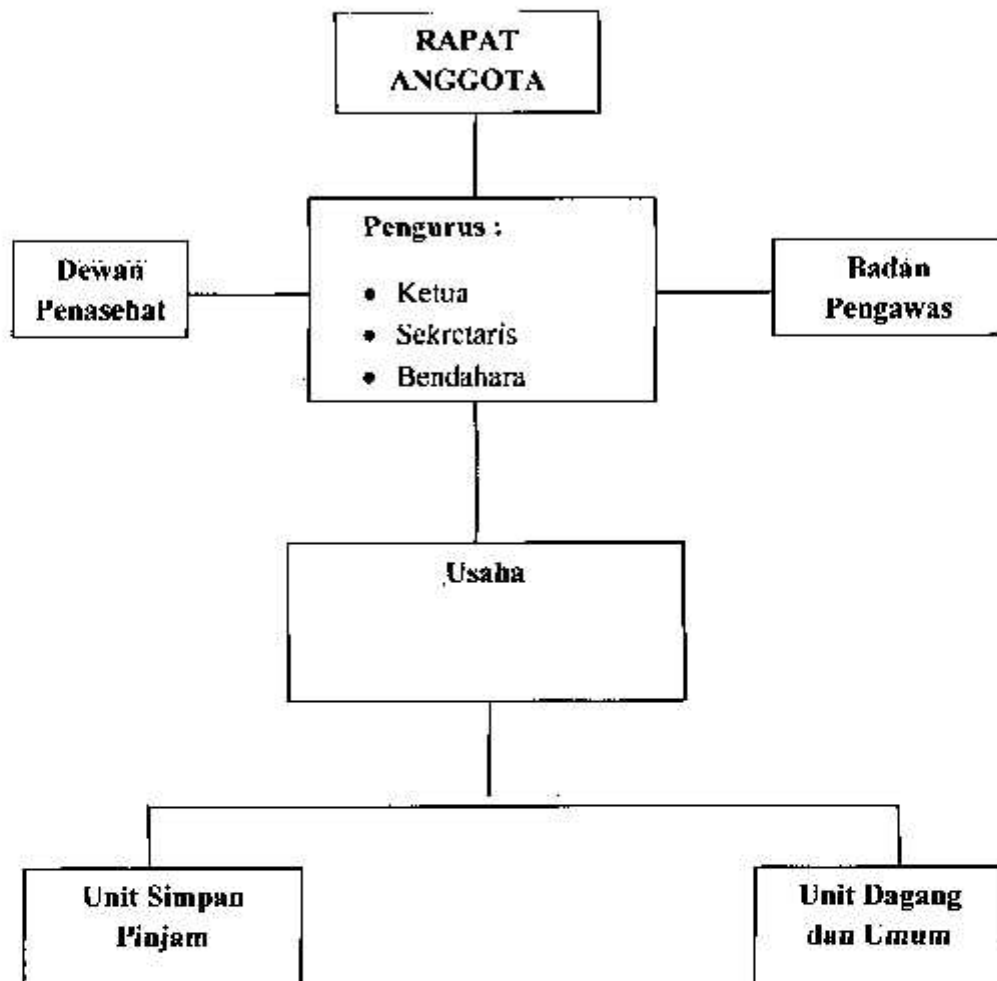 RAPAT
ANGGOTA
Pengurus :
• Ketua
• Sekretaris
• Bendahara
Dewan
Penasehat
Badan
Pengawas
Usaha
Unit Simpan
Pinjam
Unit Dagang
dan Umum